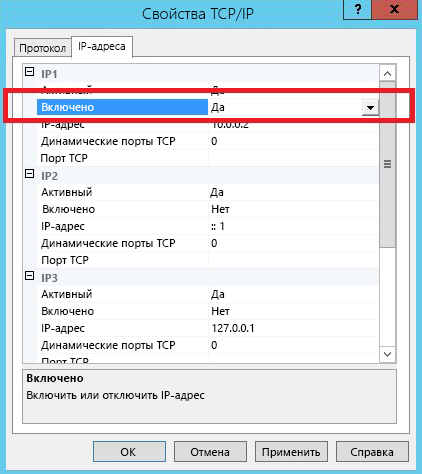 Свойства TCP/IP
? X
Протокол IP-адреса
IP1
Активный Да
Включено Да
IP-адрес 10.0.0.2
Динамические порты TCP 0
Порт TCP
IP2
Активный Да
Включено Нет
IP-адрес :: 1
Динамические порты TCP 0
Порт TCP
IP3
Активный Да
Включено Нет
IP-адрес 127.0.0.1
Динамические порты TCP 0
Порт TCP
Включено
Включить или отключить IP-адрес
OK Отмена Применить Справка